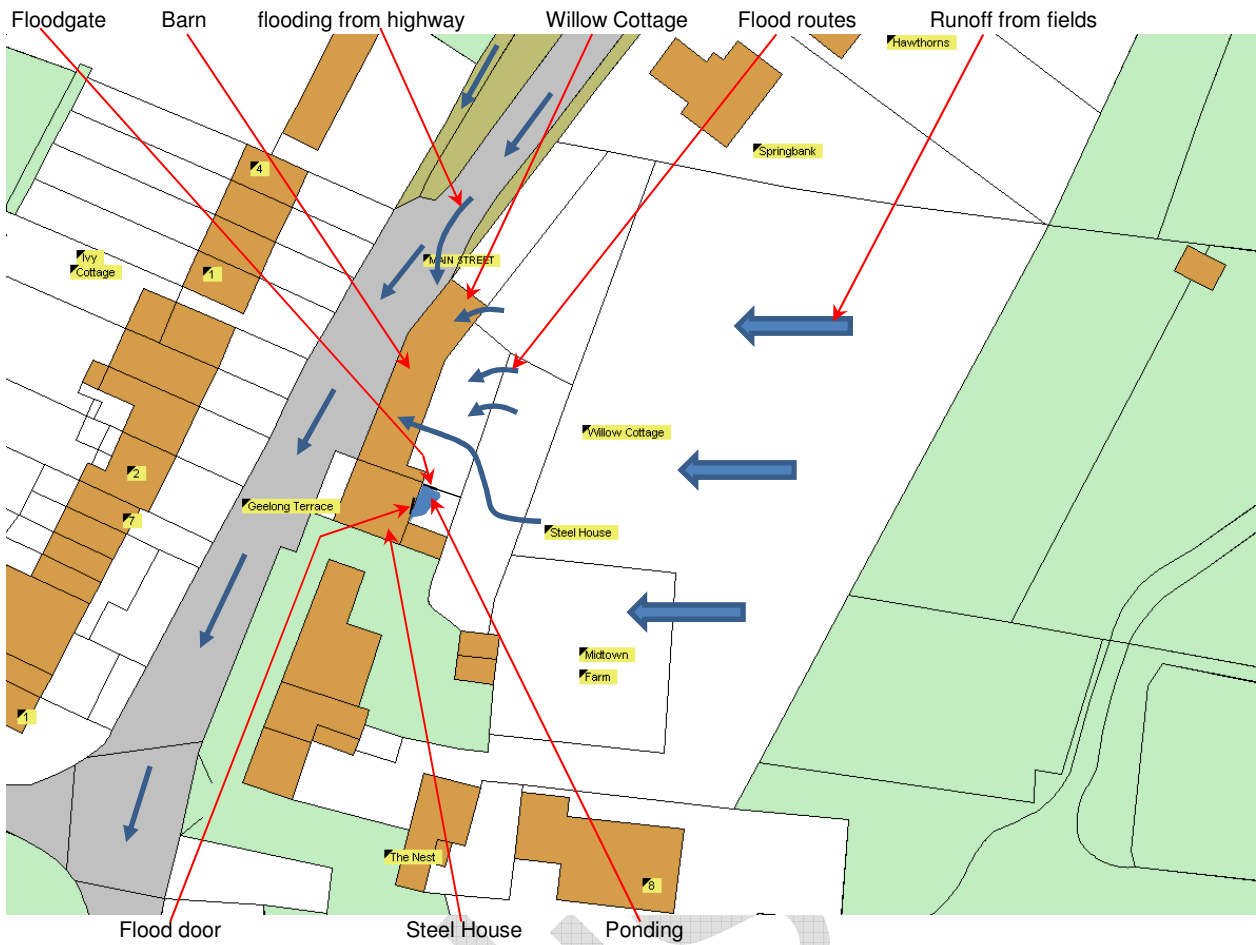 Floodgate Barn flooding from highway Willow Cottage Flood routes Runoff from fields
Hawthorns
4
Springbank
Ivy
Cottage
1
MAIN STREET
Willow Cottage
2
7
Geelong Terrace
Steel House
Midtown
Farm
1
The Nest
8
Flood door Steel House Ponding